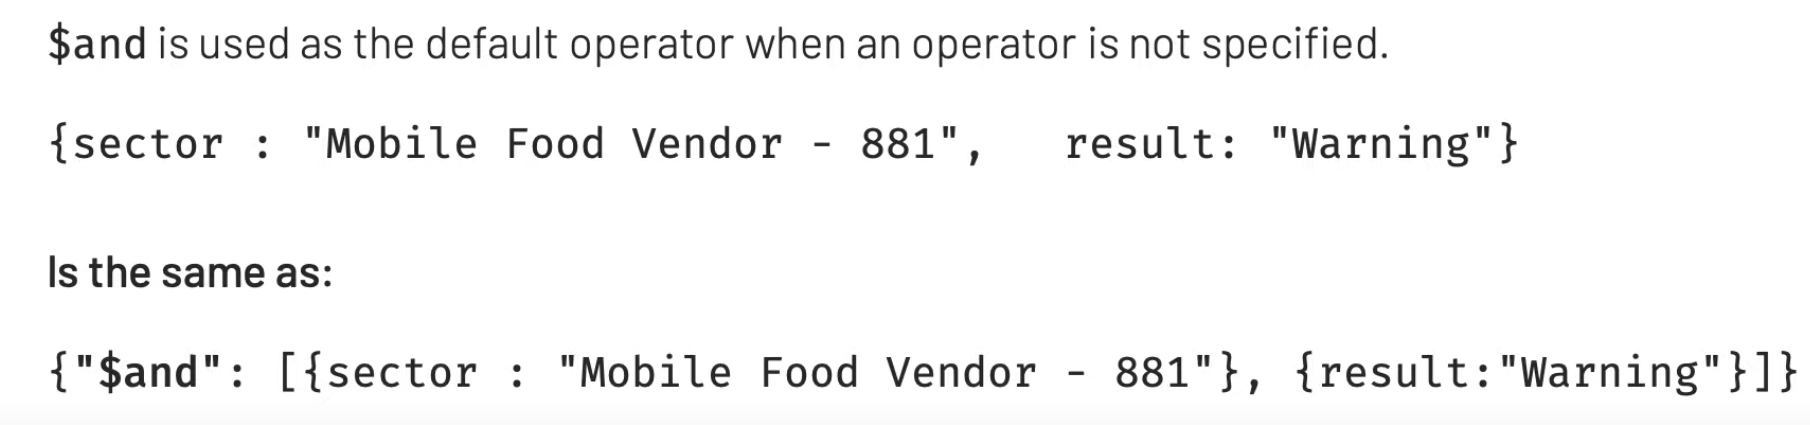 $and is used as the default operator when an operator is not specified.
{sector : "Mobile Food Vendor - 881",   result: "Warning"}
Is the same as:
{"$and": [{sector : "Mobile Food Vendor - 881"}, {result:"Warning"}]}